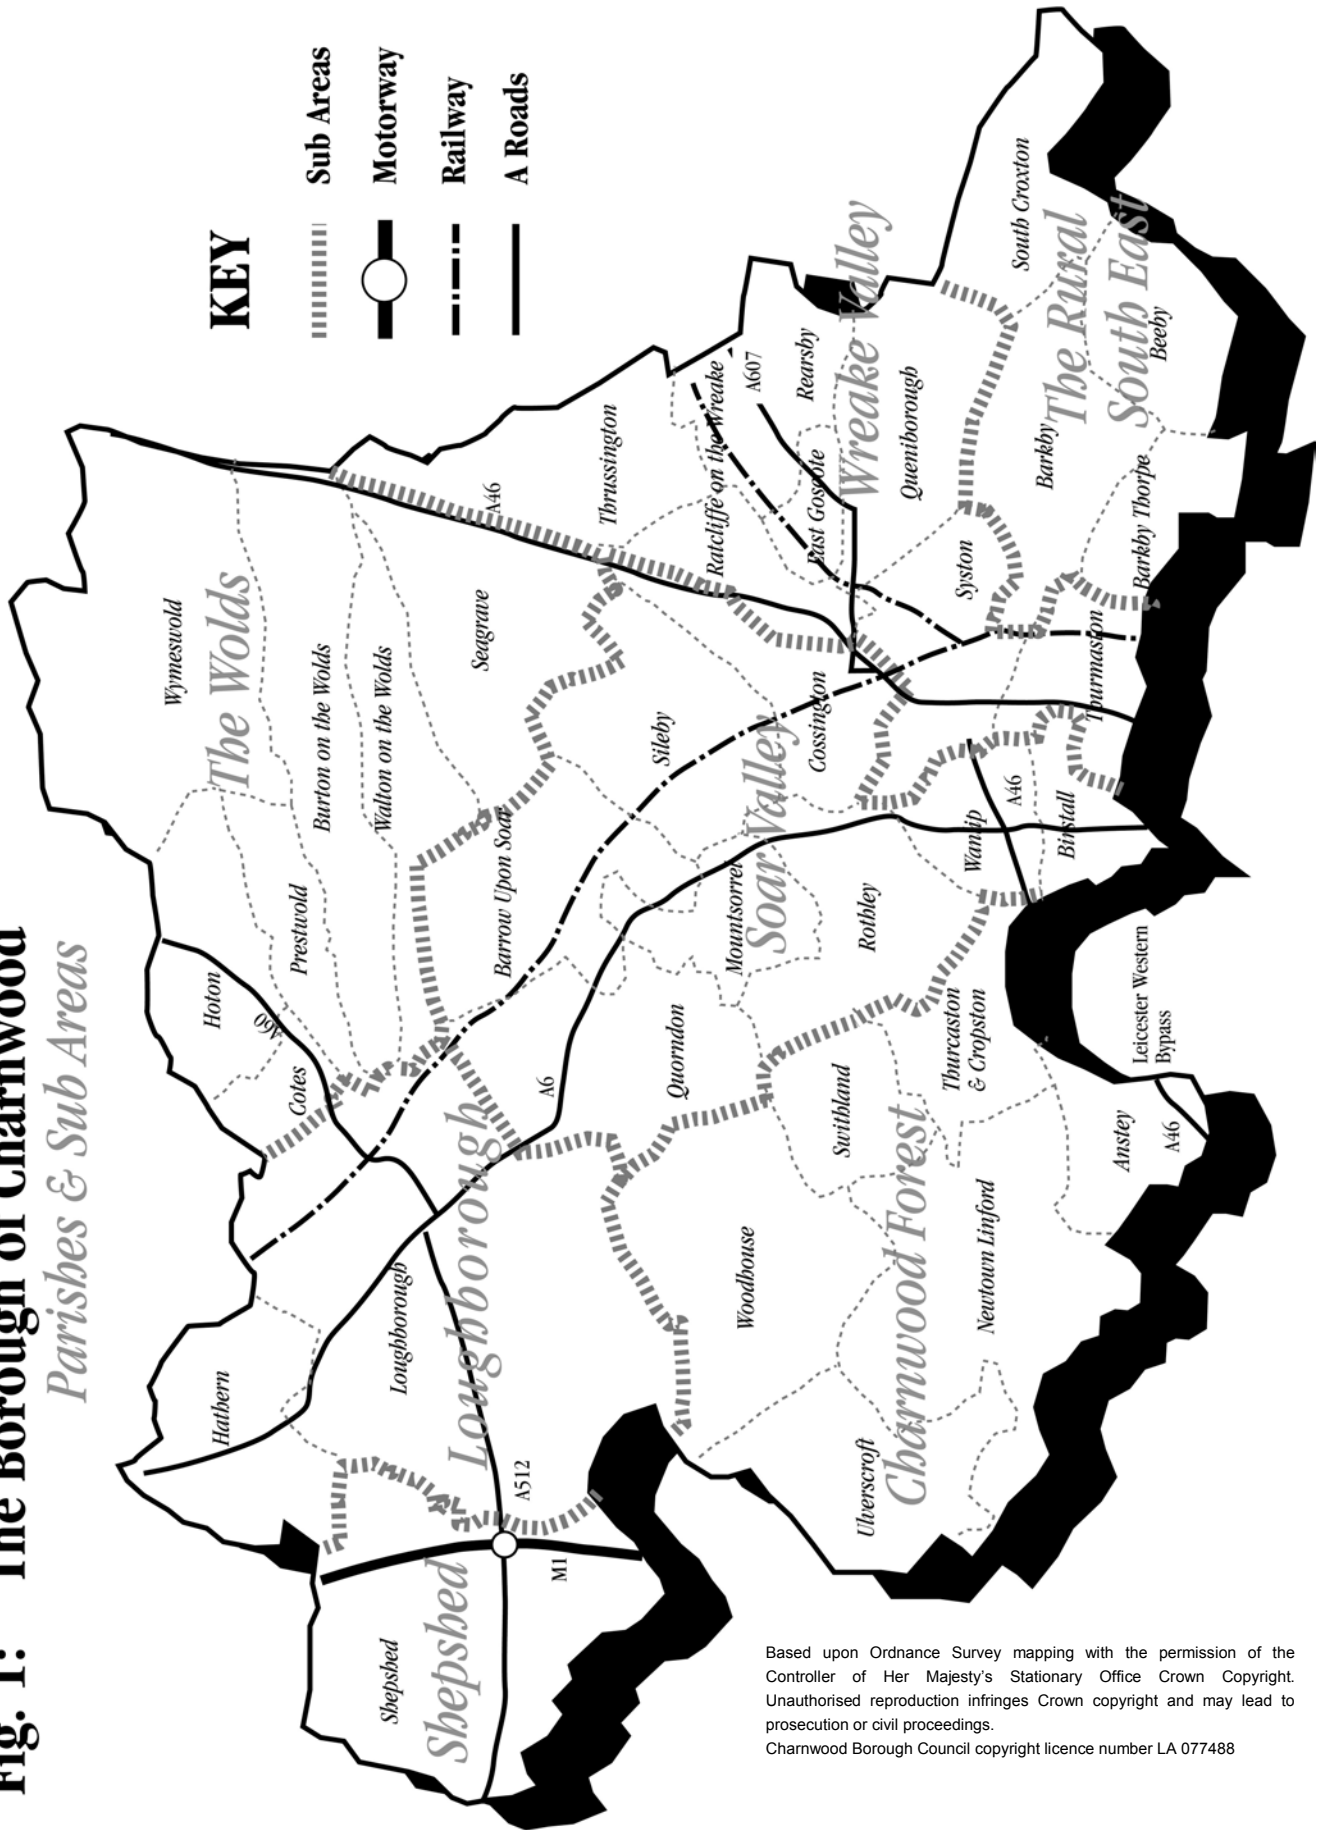 Fig. 1: The Borough of Charnwood
Parishes & Sub Areas
KEY
Sub Areas
Motorway
Railway
A Roads
Wymeswold
The Wolds
Hoton
A60
Cotes
Prestwold
Burton on the Wolds
Walton on the Wolds
Seagrave
A46
Thrussington
Ratcliffe on the Wreake
A607
Rearsby
East Goscote
Wreake Valley
Queniborough
South Croxton
The Rural
South East
Beeby
Barkby
Barkby Thorpe
Syston
Thurmaston
Hathern
Loughborough
Loughborough
A512
M1
Shepshed
Shepshed
Barrow Upon Soar
Sileby
Cossington
Soar Valley
Mountsorrel
A6
Quorndon
Rothley
Wanlip
A46
Birstall
Woodhouse
Swithland
Thurcaston
& Cropston
Charnwood Forest
Ulverscroft
Newtown Linford
Anstey
A46
Leicester Western
Bypass
Based upon Ordnance Survey mapping with the permission of the
Controller of Her Majesty's Stationary Office Crown Copyright.
Unauthorised reproduction infringes Crown copyright and may lead to
prosecution or civil proceedings.
Charnwood Borough Council copyright licence number LA 077488